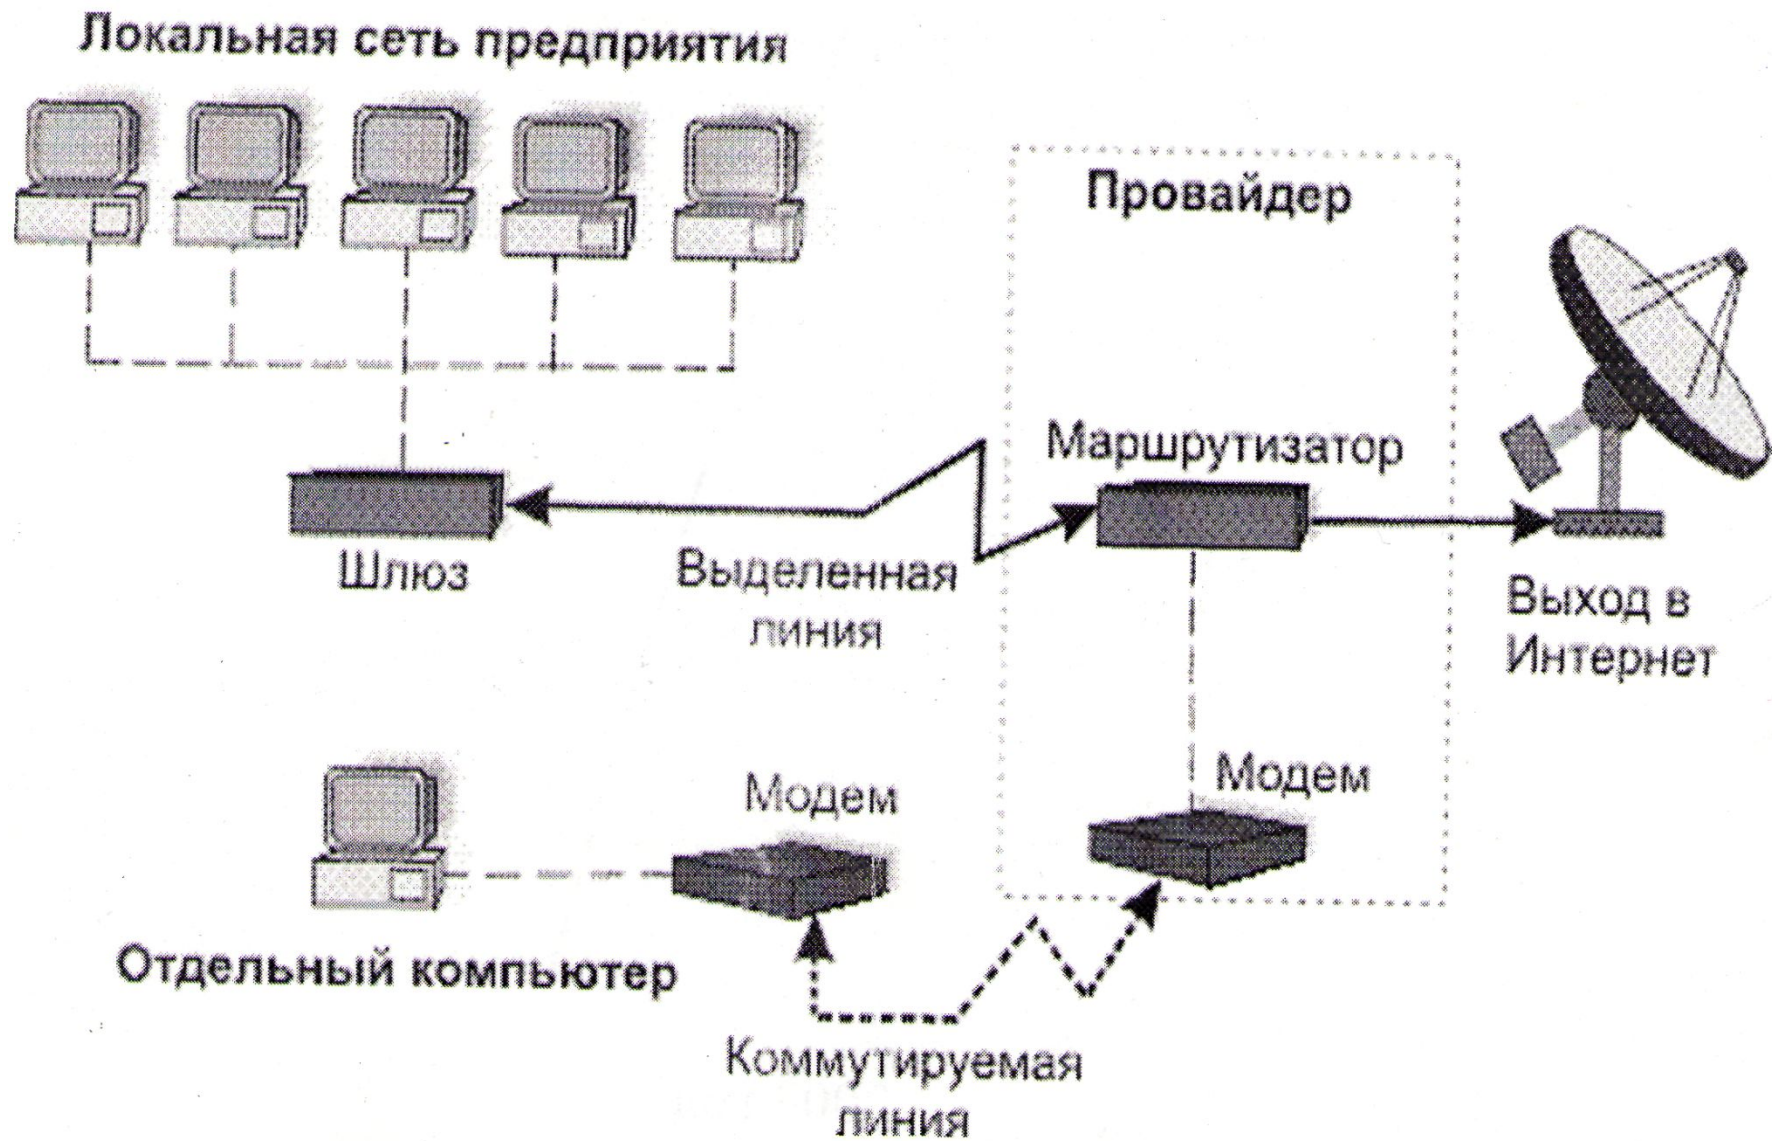 Локальная сеть предприятия
Провайдер
Маршрутизатор
Шлюз
Выделенная
линия
Выход в
Интернет
Модем
Модем
Отдельный компьютер
Коммутируемая
линия